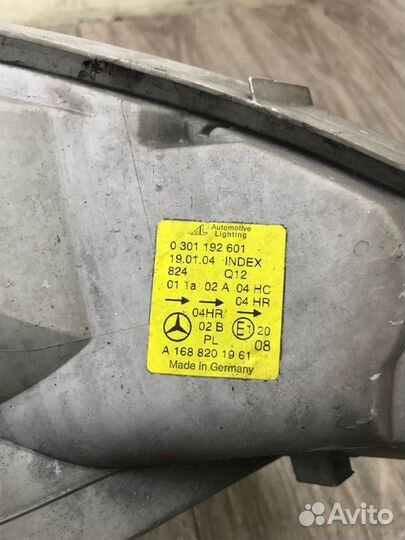 AL Automotive
Lighting
0 301 192 601
19.01.04 INDEX
824 Q12
01 1a 02 A 04 HC
→ → 04 HR
04HR/ →
02 B E1 20
PL 08
A 168 820 19 61
Made in Germany
Avito